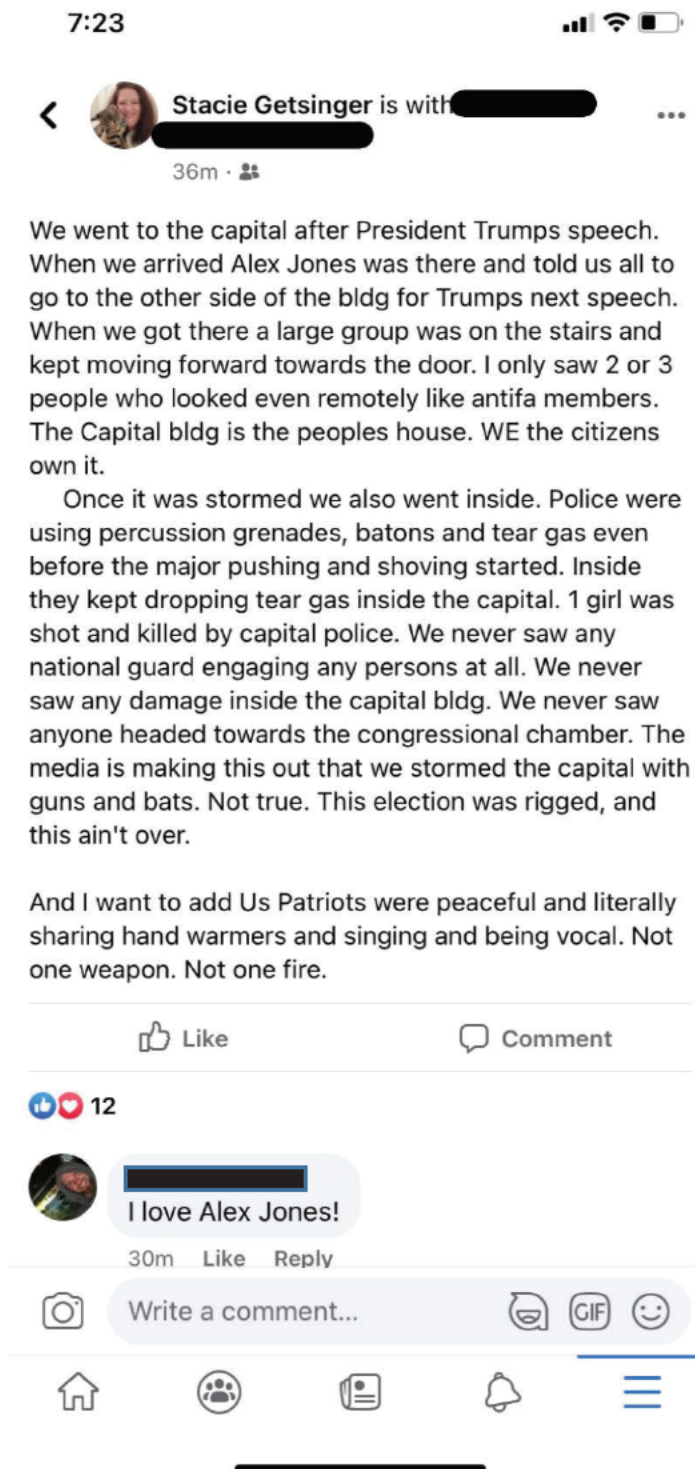 7:23
Stacie Getsinger is with
36m ·
We went to the capital after President Trumps speech.
When we arrived Alex Jones was there and told us all to
go to the other side of the bldg for Trumps next speech.
When we got there a large group was on the stairs and
kept moving forward towards the door. I only saw 2 or 3
people who looked even remotely like antifa members.
The Capital bldg is the peoples house. WE the citizens
own it.
Once it was stormed we also went inside. Police were
using percussion grenades, batons and tear gas even
before the major pushing and shoving started. Inside
they kept dropping tear gas inside the capital. 1 girl was
shot and killed by capital police. We never saw any
national guard engaging any persons at all. We never
saw any damage inside the capital bldg. We never saw
anyone headed towards the congressional chamber. The
media is making this out that we stormed the capital with
guns and bats. Not true. This election was rigged, and
this ain't over.
And I want to add Us Patriots were peaceful and literally
sharing hand warmers and singing and being vocal. Not
one weapon. Not one fire.
Like Comment
12
I love Alex Jones!
30m Like Reply
Write a comment... GIF